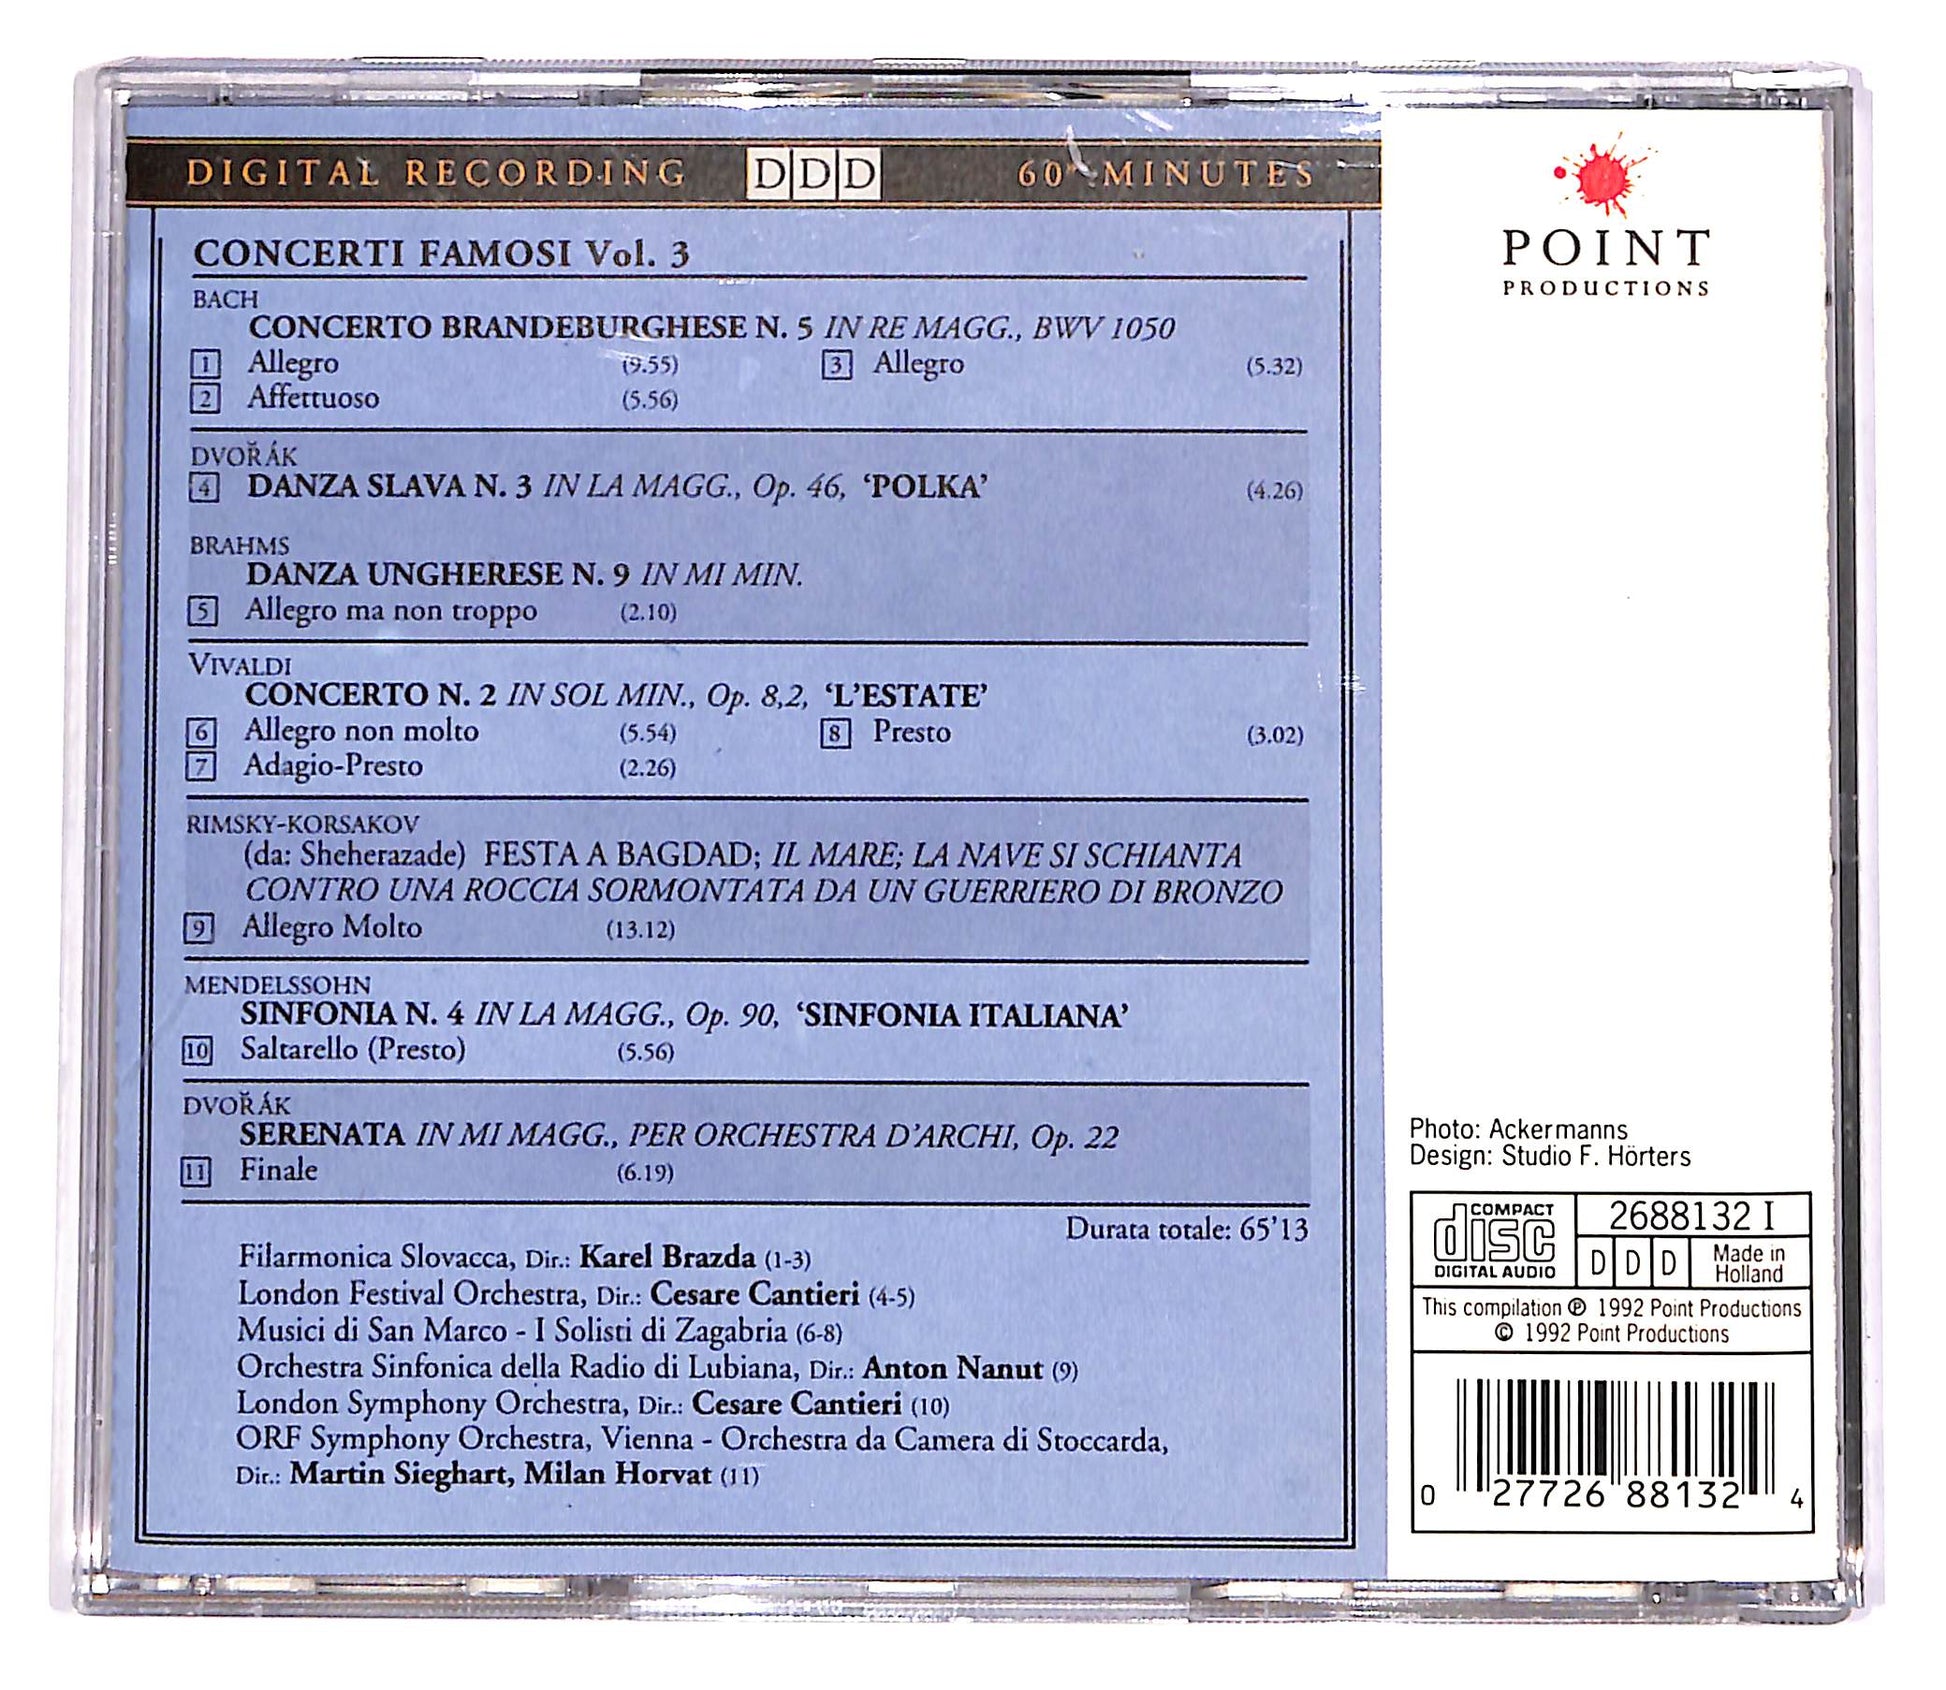 DIGITAL RECORDING DDD 60" MINUTES
CONCERTI FAMOSI Vol. 3
BACH
CONCERTO BRANDEBURGHESE N. 5 IN RE MAGG., BWV 1050
1 Allegro (9.55) 3 Allegro (5.32)
2 Affettuoso (5.56)
DVOŘÁK
4 DANZA SLAVA N. 3 IN LA MAGG., Op. 46, ‘POLKA’ (4.26)
BRAHMS
DANZA UNGHERESE N. 9 IN MI MIN.
5 Allegro ma non troppo (2.10)
VIVALDI
CONCERTO N. 2 IN SOL MIN., Op. 8,2, ‘L’ESTATE’
6 Allegro non molto (5.54) 8 Presto (3.02)
7 Adagio-Presto (2.26)
RIMSKY-KORSAKOV
(da: Sheherazade) FESTA A BAGDAD; IL MARE; LA NAVE SI SCHIANTA
CONTRO UNA ROCCIA SORMONTATA DA UN GUERRIERO DI BRONZO
9 Allegro Molto (13.12)
MENDELSSOHN
SINFONIA N. 4 IN LA MAGG., Op. 90, ‘SINFONIA ITALIANA’
10 Saltarello (Presto) (5.56)
DVOŘÁK
SERENATA IN MI MAGG., PER ORCHESTRA D’ARCHI, Op. 22
11 Finale (6.19)
Durata totale: 65’13
Filarmonica Slovacca, Dir.: Karel Brazda (1-3)
London Festival Orchestra, Dir.: Cesare Cantieri (4-5)
Musici di San Marco - I Solisti di Zagabria (6-8)
Orchestra Sinfonica della Radio di Lubiana, Dir.: Anton Nanut (9)
London Symphony Orchestra, Dir.: Cesare Cantieri (10)
ORF Symphony Orchestra, Vienna - Orchestra da Camera di Stoccarda,
Dir.: Martin Sieghart, Milan Horvat (11)
POINT
PRODUCTIONS
Photo: Ackermanns
Design: Studio F. Hörters
COMPACT
disc
DIGITAL AUDIO
2688132 I
DDD
Made in
Holland
This compilation ℗ 1992 Point Productions
© 1992 Point Productions
0 27726 88132 4